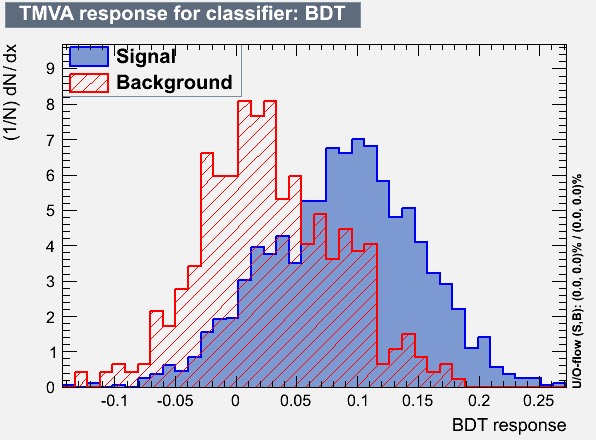 TMVA response for classifier: BDT
Signal
Background
(1/N) dN / dx
9
8
7
6
5
4
3
2
1
0
-0.1 -0.05 0 0.05 0.1 0.15 0.2 0.25
BDT response
U/O-flow (S,B): (0.0, 0.0)% / (0.0, 0.0)%